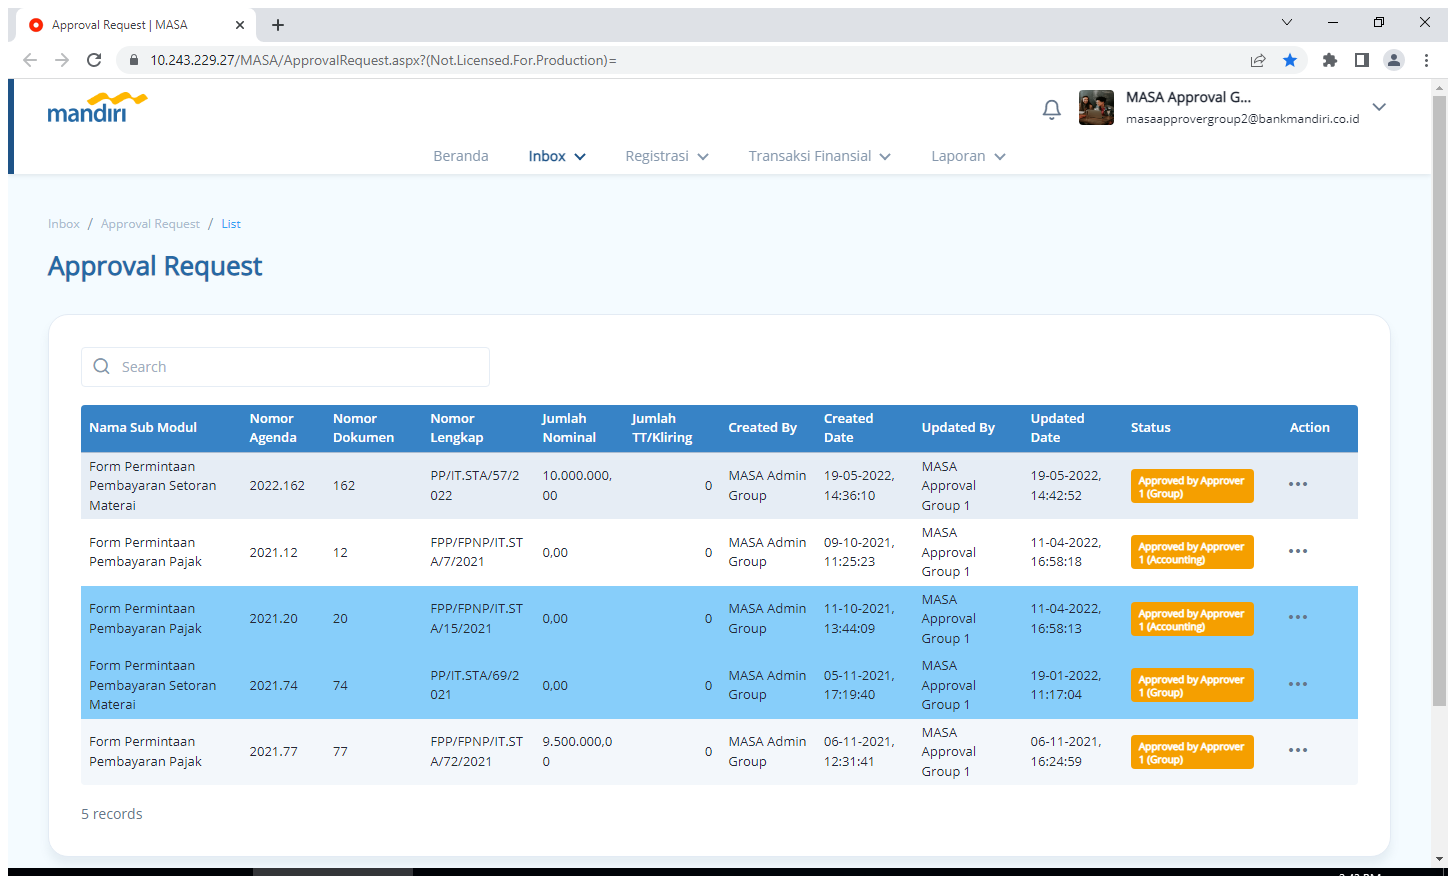 Approval Request | MASA
10.243.229.27/MASA/ApprovalRequest.aspx?(Not.Licensed.For.Production)=
mandiri
MASA Approval G...
masaapprovergroup2@bankmandiri.co.id
Beranda Inbox Registrasi Transaksi Finansial Laporan
Inbox / Approval Request / List
Approval Request
Search
Nama Sub Modul Nomor Agenda Nomor Dokumen Nomor Lengkap Jumlah Nominal Jumlah TT/Kliring Created By Created Date Updated By Updated Date Status Action
Form Permintaan Pembayaran Setoran Materai 2022.162 162 PP/IT.STA/57/2022 10.000.000,00 0 MASA Admin Group 19-05-2022, 14:36:10 MASA Approval Group 1 19-05-2022, 14:42:52 Approved by Approver 1 (Group)
Form Permintaan Pembayaran Pajak 2021.12 12 FPP/FPNP/IT.STA/7/2021 0,00 0 MASA Admin Group 09-10-2021, 11:25:23 MASA Approval Group 1 11-04-2022, 16:58:18 Approved by Approver 1 (Accounting)
Form Permintaan Pembayaran Pajak 2021.20 20 FPP/FPNP/IT.STA/15/2021 0,00 0 MASA Admin Group 11-10-2021, 13:44:09 MASA Approval Group 1 11-04-2022, 16:58:13 Approved by Approver 1 (Accounting)
Form Permintaan Pembayaran Setoran Materai 2021.74 74 PP/IT.STA/69/2021 0,00 0 MASA Admin Group 05-11-2021, 17:19:40 MASA Approval Group 1 19-01-2022, 11:17:04 Approved by Approver 1 (Group)
Form Permintaan Pembayaran Pajak 2021.77 77 FPP/FPNP/IT.STA/72/2021 9.500.000,00 0 MASA Admin Group 06-11-2021, 12:31:41 MASA Approval Group 1 06-11-2021, 16:24:59 Approved by Approver 1 (Group)
5 records